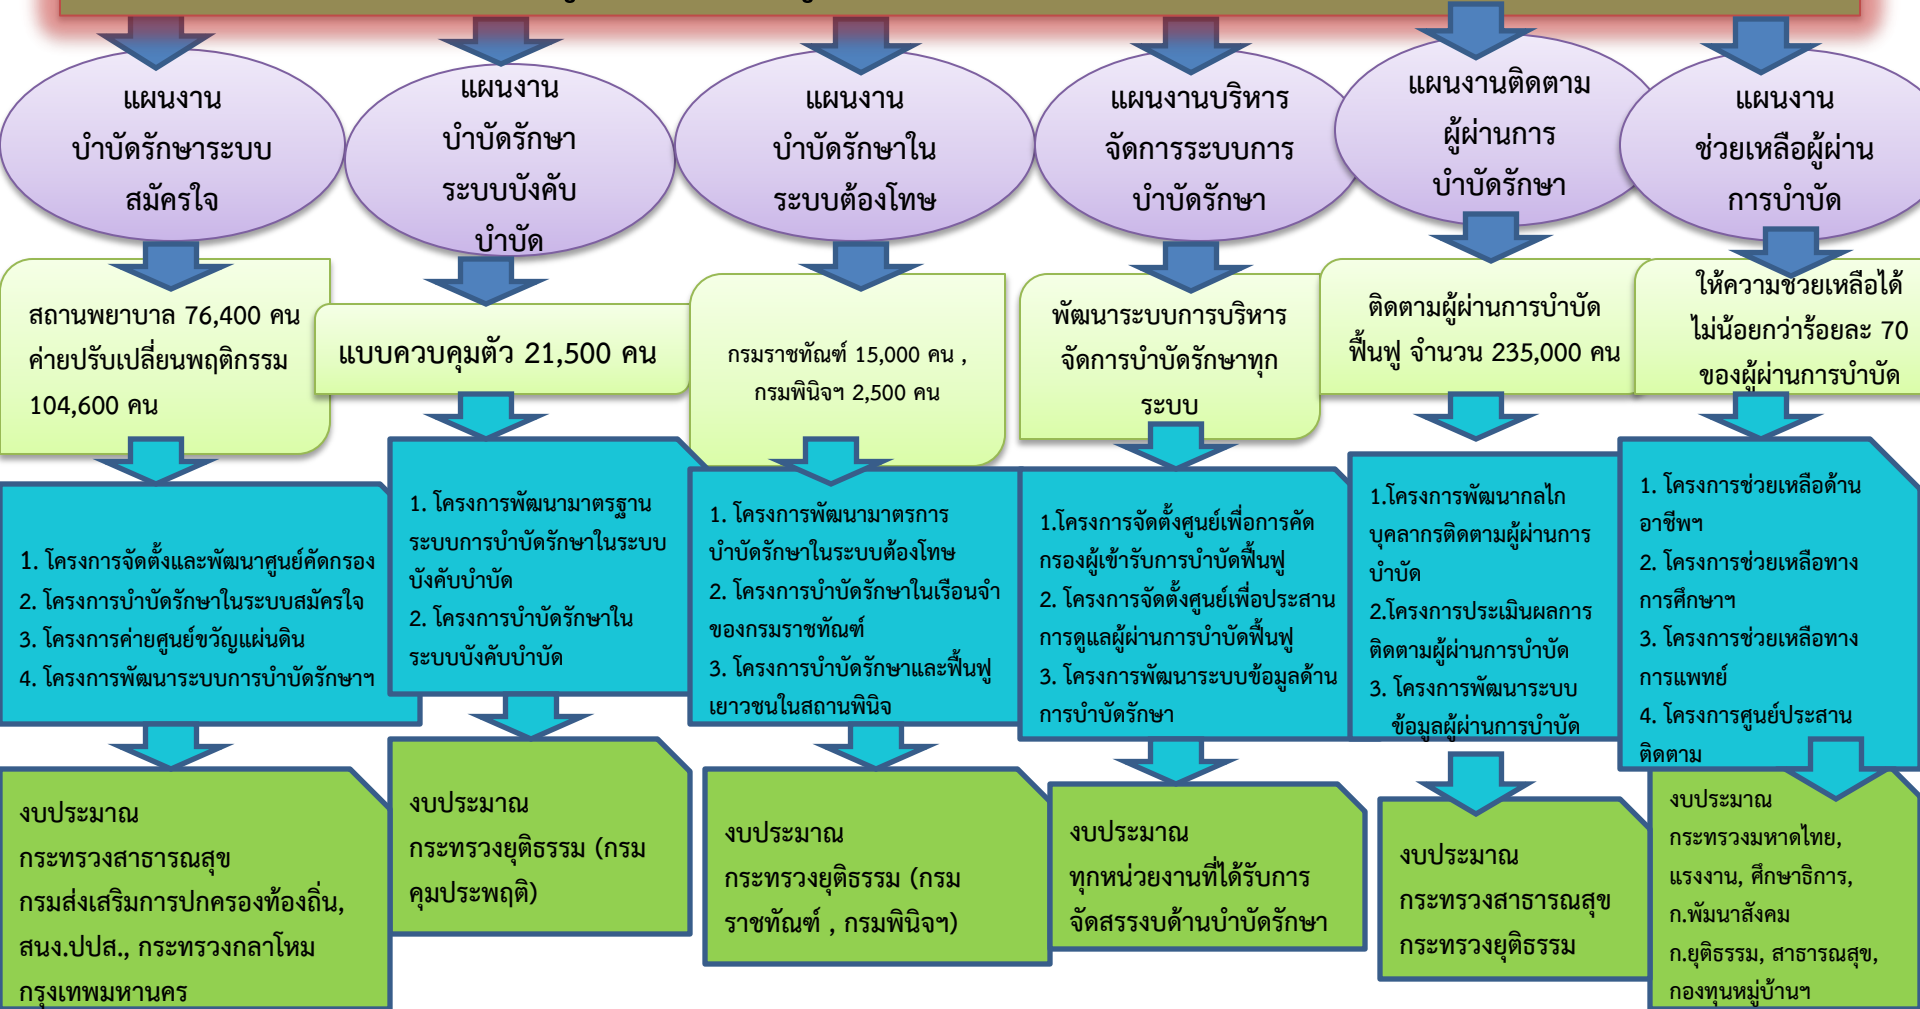 แผนงาน
บำบัดรักษาระบบ
สมัครใจ
แผนงาน
บำบัดรักษา
ระบบบังคับ
บำบัด
แผนงาน
บำบัดรักษาใน
ระบบต้องโทษ
แผนงานบริหาร
จัดการระบบการ
บำบัดรักษา
แผนงานติดตาม
ผู้ผ่านการ
บำบัดรักษา
แผนงาน
ช่วยเหลือผู้ผ่าน
การบำบัด
สถานพยาบาล 76,400 คน
ค่ายปรับเปลี่ยนพฤติกรรม
104,600 คน
แบบควบคุมตัว 21,500 คน
กรมราชทัณฑ์ 15,000 คน ,
กรมพินิจฯ 2,500 คน
พัฒนาระบบการบริหาร
จัดการบำบัดรักษาทุก
ระบบ
ติดตามผู้ผ่านการบำบัด
ฟื้นฟู จำนวน 235,000 คน
ให้ความช่วยเหลือได้
ไม่น้อยกว่าร้อยละ 70
ของผู้ผ่านการบำบัด
1. โครงการจัดตั้งและพัฒนาศูนย์คัดกรอง
2. โครงการบำบัดรักษาในระบบสมัครใจ
3. โครงการค่ายศูนย์ขวัญแผ่นดิน
4. โครงการพัฒนาระบบการบำบัดรักษาฯ
1. โครงการพัฒนามาตรฐาน
ระบบการบำบัดรักษาในระบบ
บังคับบำบัด
2. โครงการบำบัดรักษาใน
ระบบบังคับบำบัด
1. โครงการพัฒนามาตรการ
บำบัดรักษาในระบบต้องโทษ
2. โครงการบำบัดรักษาในเรือนจำ
ของกรมราชทัณฑ์
3. โครงการบำบัดรักษาและฟื้นฟู
เยาวชนในสถานพินิจ
1.โครงการจัดตั้งศูนย์เพื่อการคัด
กรองผู้เข้ารับการบำบัดฟื้นฟู
2. โครงการจัดตั้งศูนย์เพื่อประสาน
การดูแลผู้ผ่านการบำบัดฟื้นฟู
3. โครงการพัฒนาระบบข้อมูลด้าน
การบำบัดรักษา
1.โครงการพัฒนากลไก
บุคลากรติดตามผู้ผ่านการ
บำบัด
2.โครงการประเมินผลการ
ติดตามผู้ผ่านการบำบัด
3. โครงการพัฒนาระบบ
ข้อมูลผู้ผ่านการบำบัด
1. โครงการช่วยเหลือด้าน
อาชีพฯ
2. โครงการช่วยเหลือทาง
การศึกษาฯ
3. โครงการช่วยเหลือทาง
การแพทย์
4. โครงการศูนย์ประสาน
ติดตาม
งบประมาณ
กระทรวงสาธารณสุข
กรมส่งเสริมการปกครองท้องถิ่น,
สนง.ปปส., กระทรวงกลาโหม
กรุงเทพมหานคร
งบประมาณ
กระทรวงยุติธรรม (กรม
คุมประพฤติ)
งบประมาณ
กระทรวงยุติธรรม (กรม
ราชทัณฑ์ , กรมพินิจฯ)
งบประมาณ
ทุกหน่วยงานที่ได้รับการ
จัดสรรงบด้านบำบัดรักษา
งบประมาณ
กระทรวงสาธารณสุข
กระทรวงยุติธรรม
งบประมาณ
กระทรวงมหาดไทย,
แรงงาน, ศึกษาธิการ,
ก.พัมนาสังคม
ก.ยุติธรรม, สาธารณสุข,
กองทุนหมู่บ้านฯ